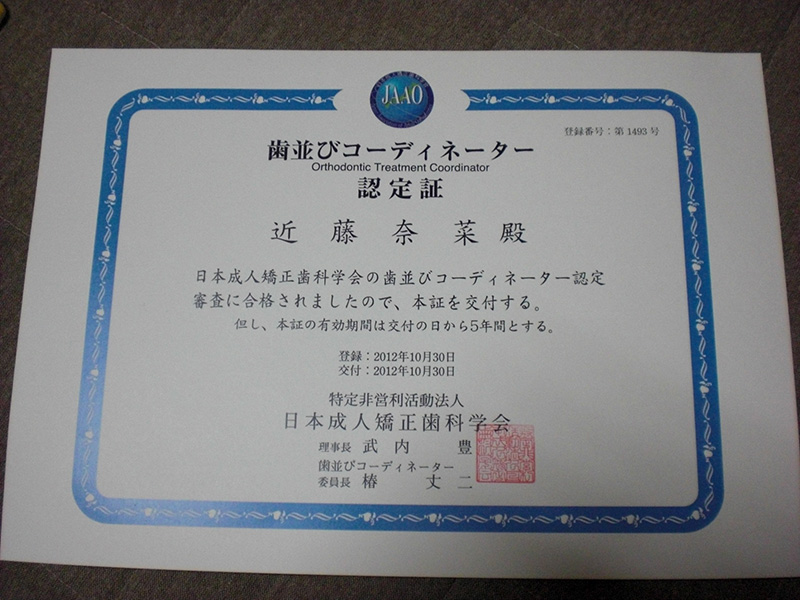 JAAO
登録番号：第1493号
歯並びコーディネーター
Orthodontic Treatment Coordinator
認定証
近藤奈菜殿
日本成人矯正歯科学会の歯並びコーディネーター認定
審査に合格されましたので、本証を交付する。
但し、本証の有効期間は交付の日から5年間とする。
登録：2012年10月30日
交付：2012年10月30日
特定非営利活動法人
日本成人矯正歯科学会
理事長 武内 豊
歯並びコーディネーター
委員長 椿 丈二